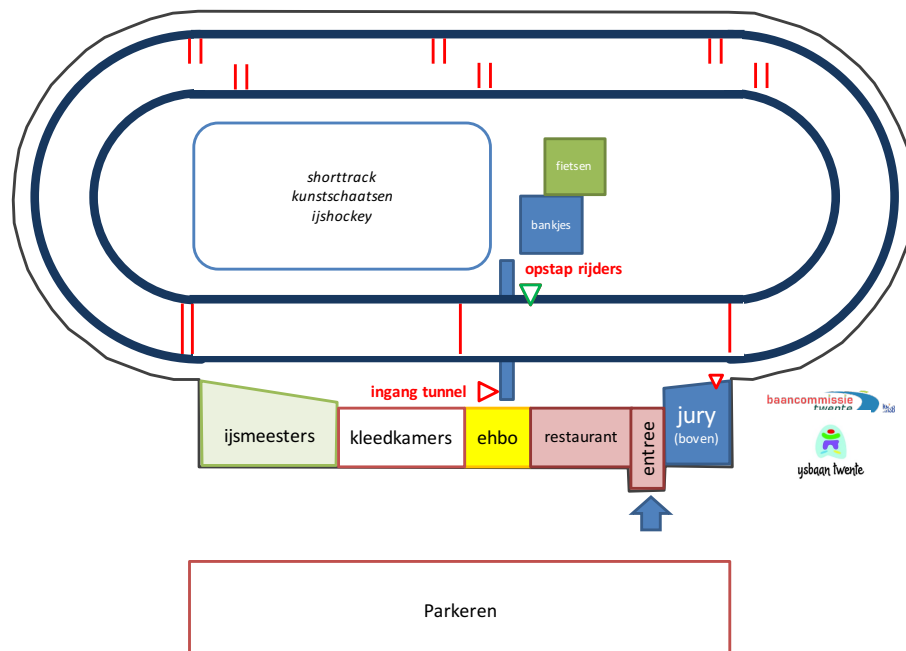 shorttrack
kunstschaatsen
ijshockey
fietsen
bankjes
opstap rijders
ingang tunnel
ijsmeesters
kleedkamers
ehbo
restaurant
entree
jury
(boven)
baancommissie
twente
ysbaan twente
Parkeren